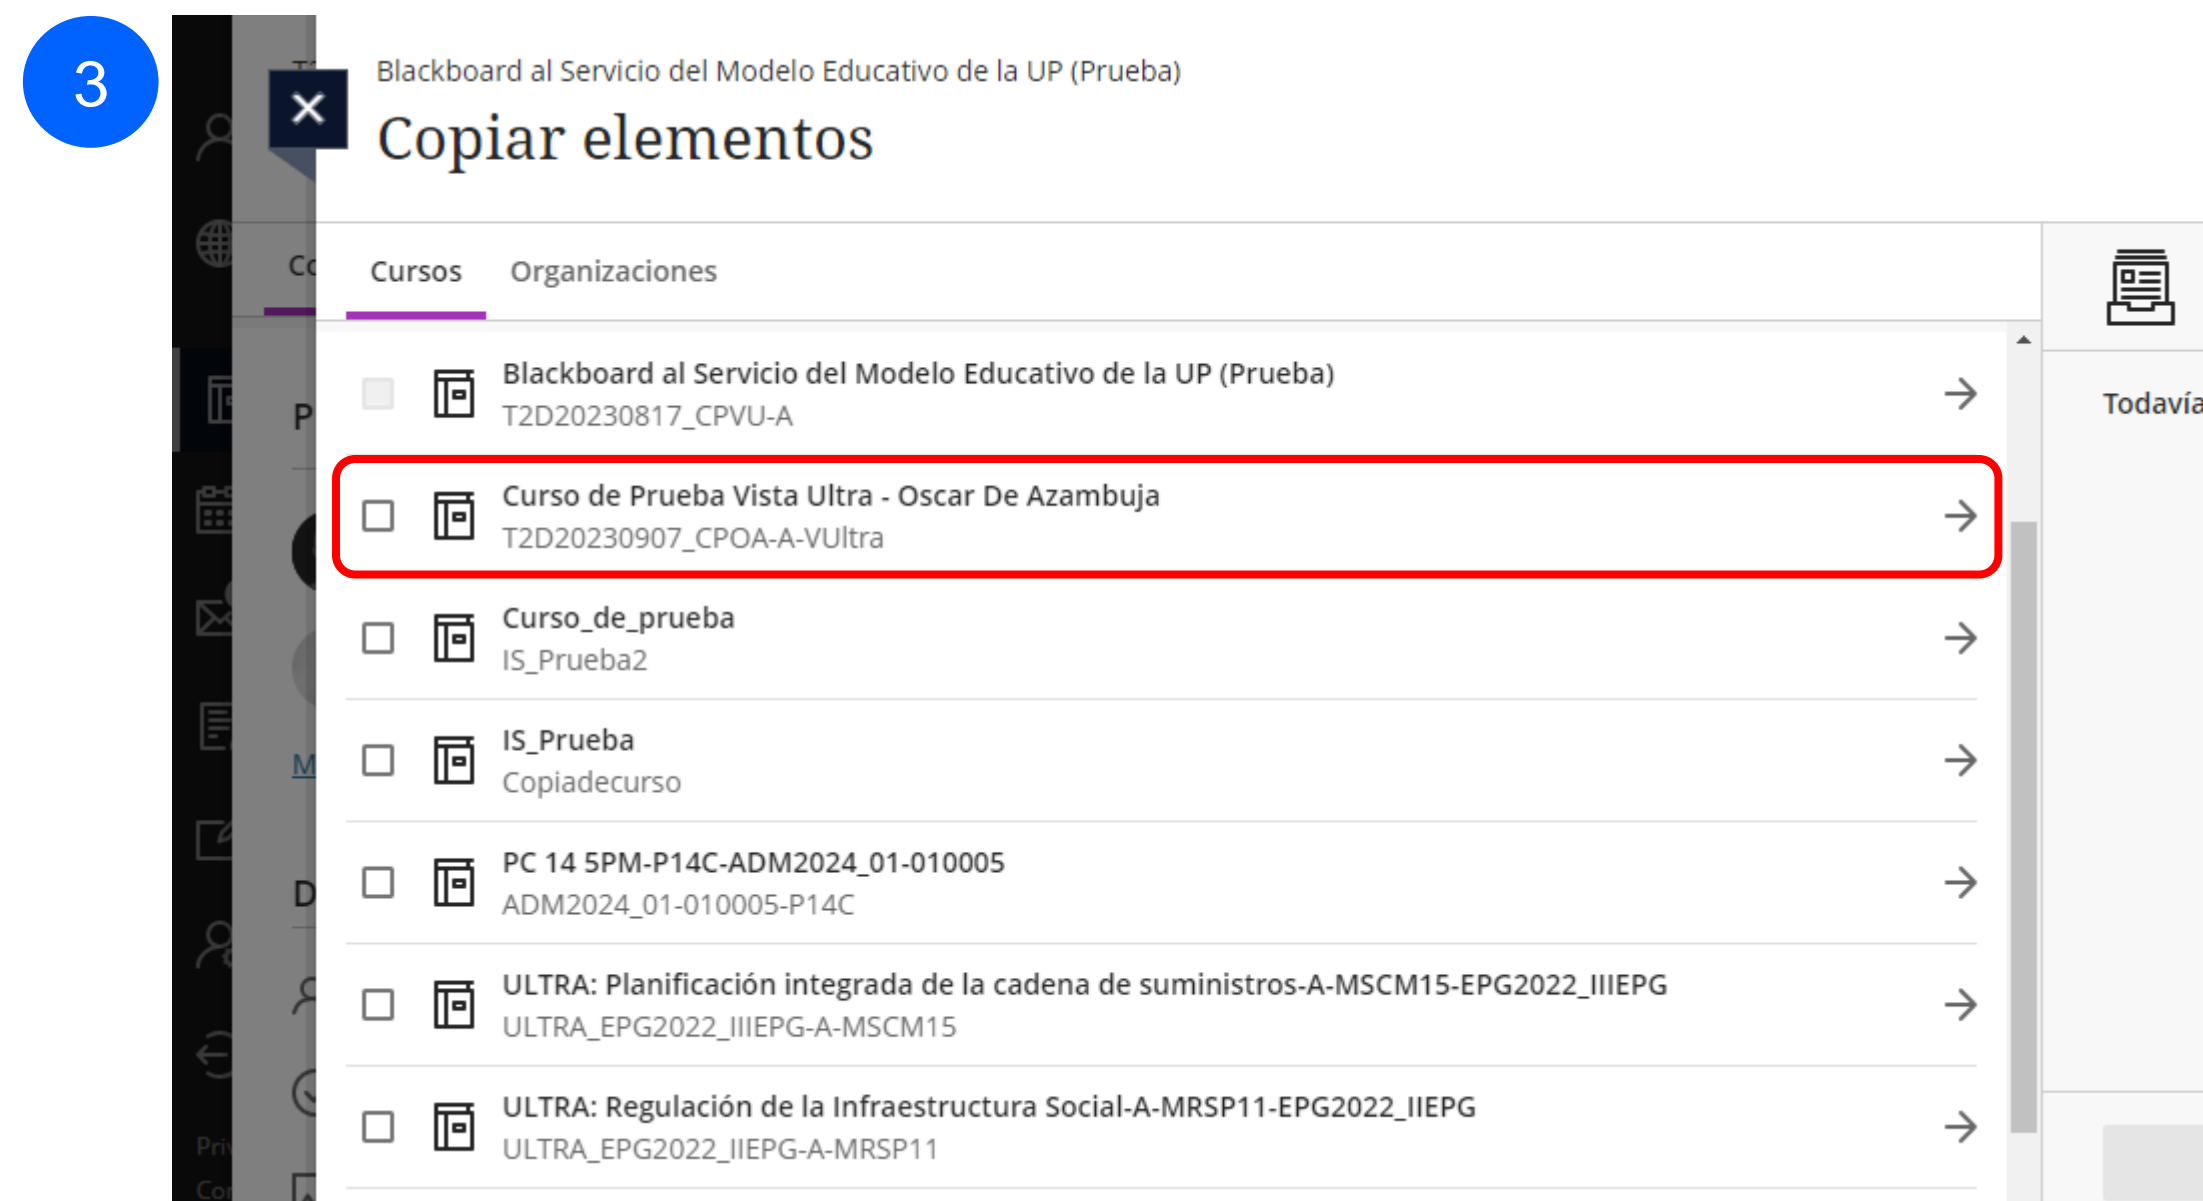 3
Blackboard al Servicio del Modelo Educativo de la UP (Prueba)
Copiar elementos
Cursos Organizaciones
Blackboard al Servicio del Modelo Educativo de la UP (Prueba)
T2D20230817_CPVU-A
Todavía
Curso de Prueba Vista Ultra - Oscar De Azambuja
T2D20230907_CPOA-A-VUltra
Curso_de_prueba
IS_Prueba2
IS_Prueba
Copiadecurso
PC 14 5PM-P14C-ADM2024_01-010005
ADM2024_01-010005-P14C
ULTRA: Planificación integrada de la cadena de suministros-A-MSCM15-EPG2022_IIIEPG
ULTRA_EPG2022_IIIEPG-A-MSCM15
ULTRA: Regulación de la Infraestructura Social-A-MRSP11-EPG2022_IIEPG
ULTRA_EPG2022_IIEPG-A-MRSP11